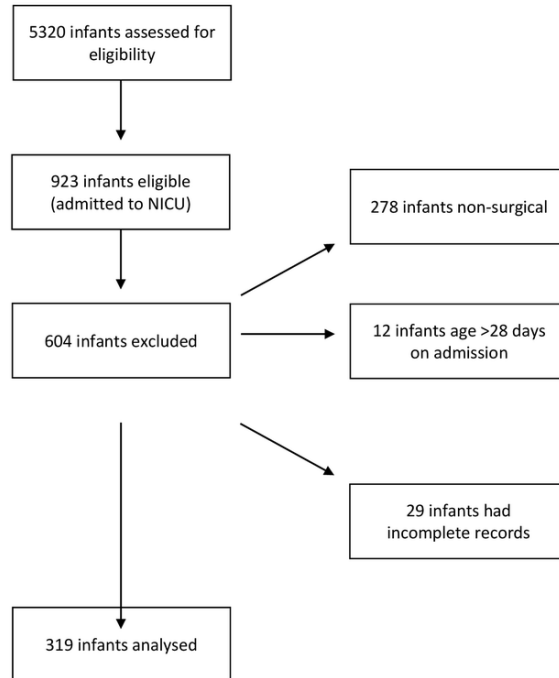 5320 infants assessed for
eligibility
923 infants eligible
(admitted to NICU)
278 infants non-surgical
604 infants excluded
12 infants age >28 days
on admission
29 infants had
incomplete records
319 infants analysed